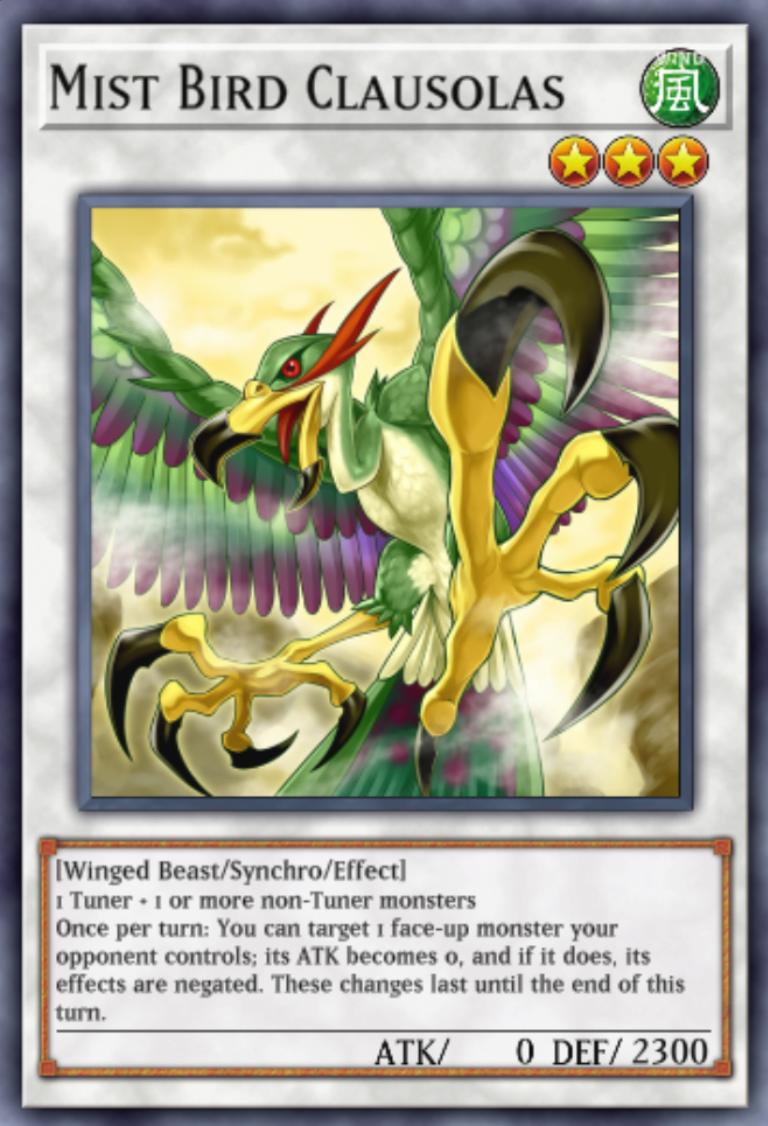 Mist Bird Clausolas
WIND
風
[Winged Beast/Synchro/Effect]
1 Tuner + 1 or more non-Tuner monsters
Once per turn: You can target 1 face-up monster your
opponent controls; its ATK becomes 0, and if it does, its
effects are negated. These changes last until the end of this
turn.
ATK/ 0 DEF/ 2300